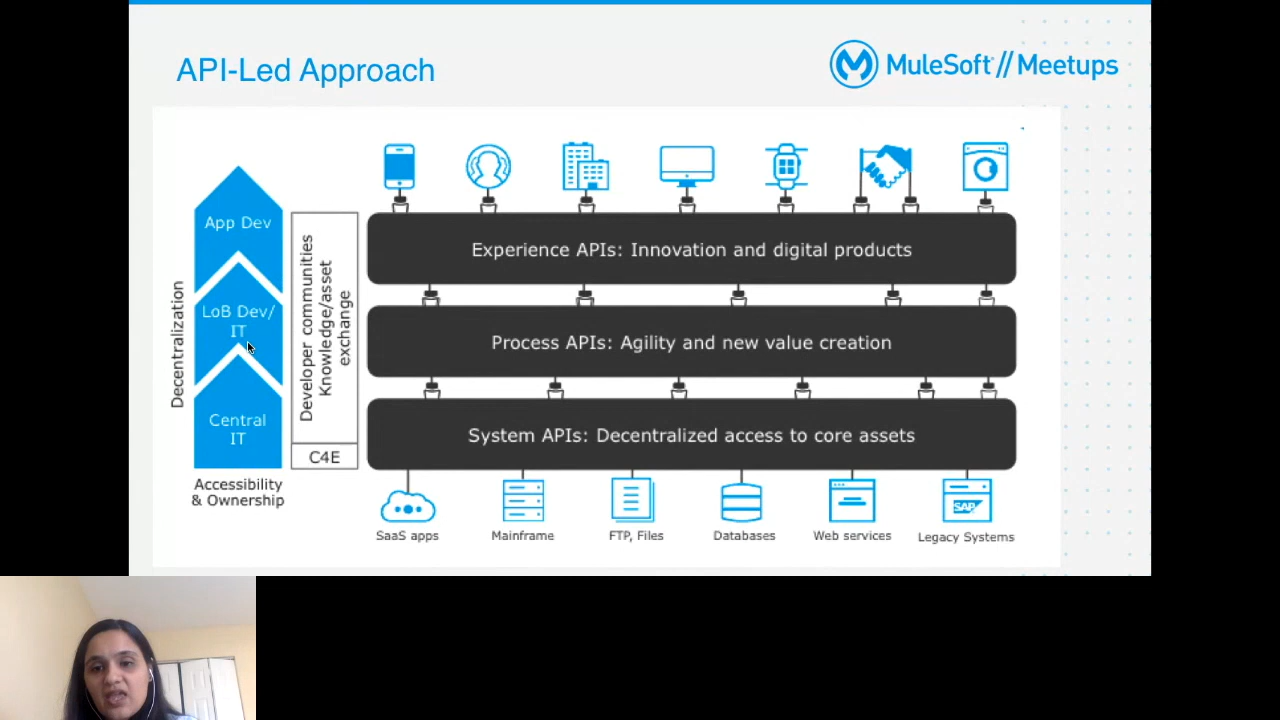 API-Led Approach
MuleSoft // Meetups
Decentralization
App Dev
LoB Dev/
IT
Central
IT
Accessibility
& Ownership
Developer communities
Knowledge/asset
exchange
C4E
Experience APIs: Innovation and digital products
Process APIs: Agility and new value creation
System APIs: Decentralized access to core assets
SAP
SaaS apps
Mainframe
FTP, Files
Databases
Web services
Legacy Systems